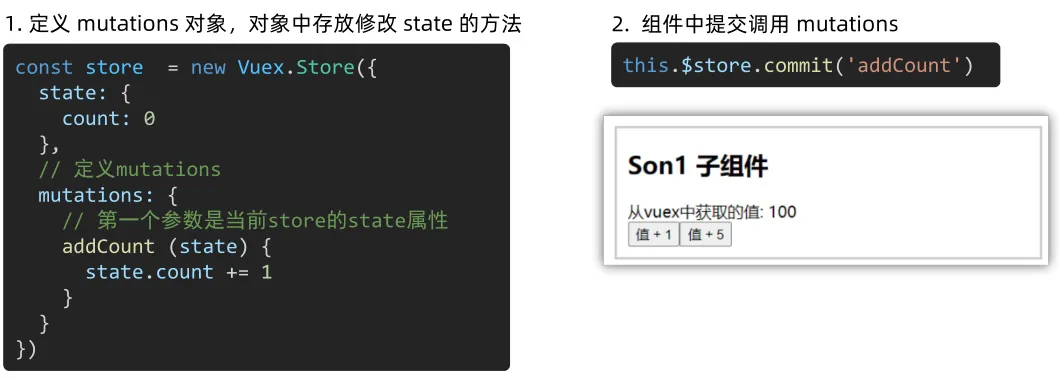 1. 定义 mutations 对象，对象中存放修改 state 的方法
const store  = new Vuex.Store({
  state: {
    count: 0
  },
  // 定义mutations
  mutations: {
    // 第一个参数是当前store的state属性
    addCount (state) {
      state.count += 1
    }
  }
})
2.  组件中提交调用 mutations
this.$store.commit('addCount')
Son1 子组件
从vuex中获取的值: 100
值 + 1 值 + 5